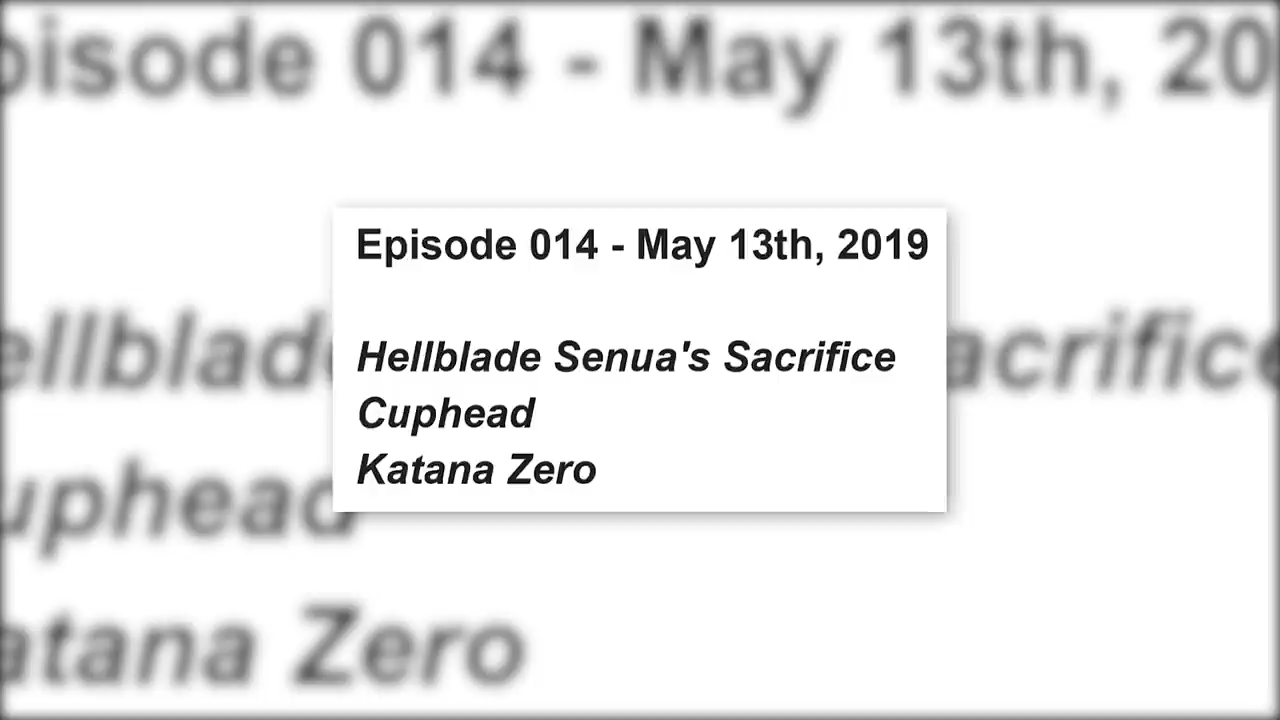 Episode 014 - May 13th, 2019
Hellblade Senua's Sacrifice
Cuphead
Katana Zero